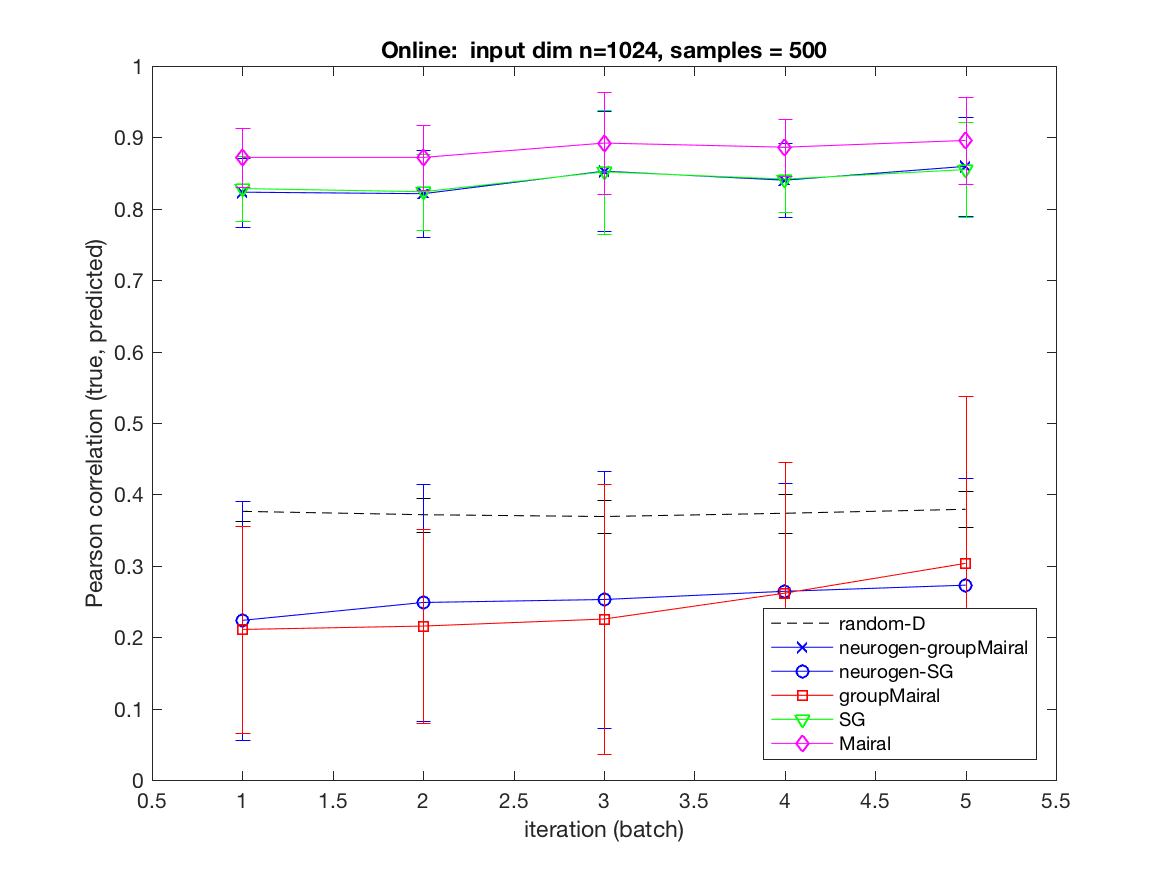 Online:  input dim n=1024, samples = 500
Pearson correlation (true, predicted)
1
0.9
0.8
0.7
0.6
0.5
0.4
0.3
0.2
0.1
0
random-D
neurogen-groupMairal
neurogen-SG
groupMairal
SG
Mairal
0.5 1 1.5 2 2.5 3 3.5 4 4.5 5 5.5
iteration (batch)